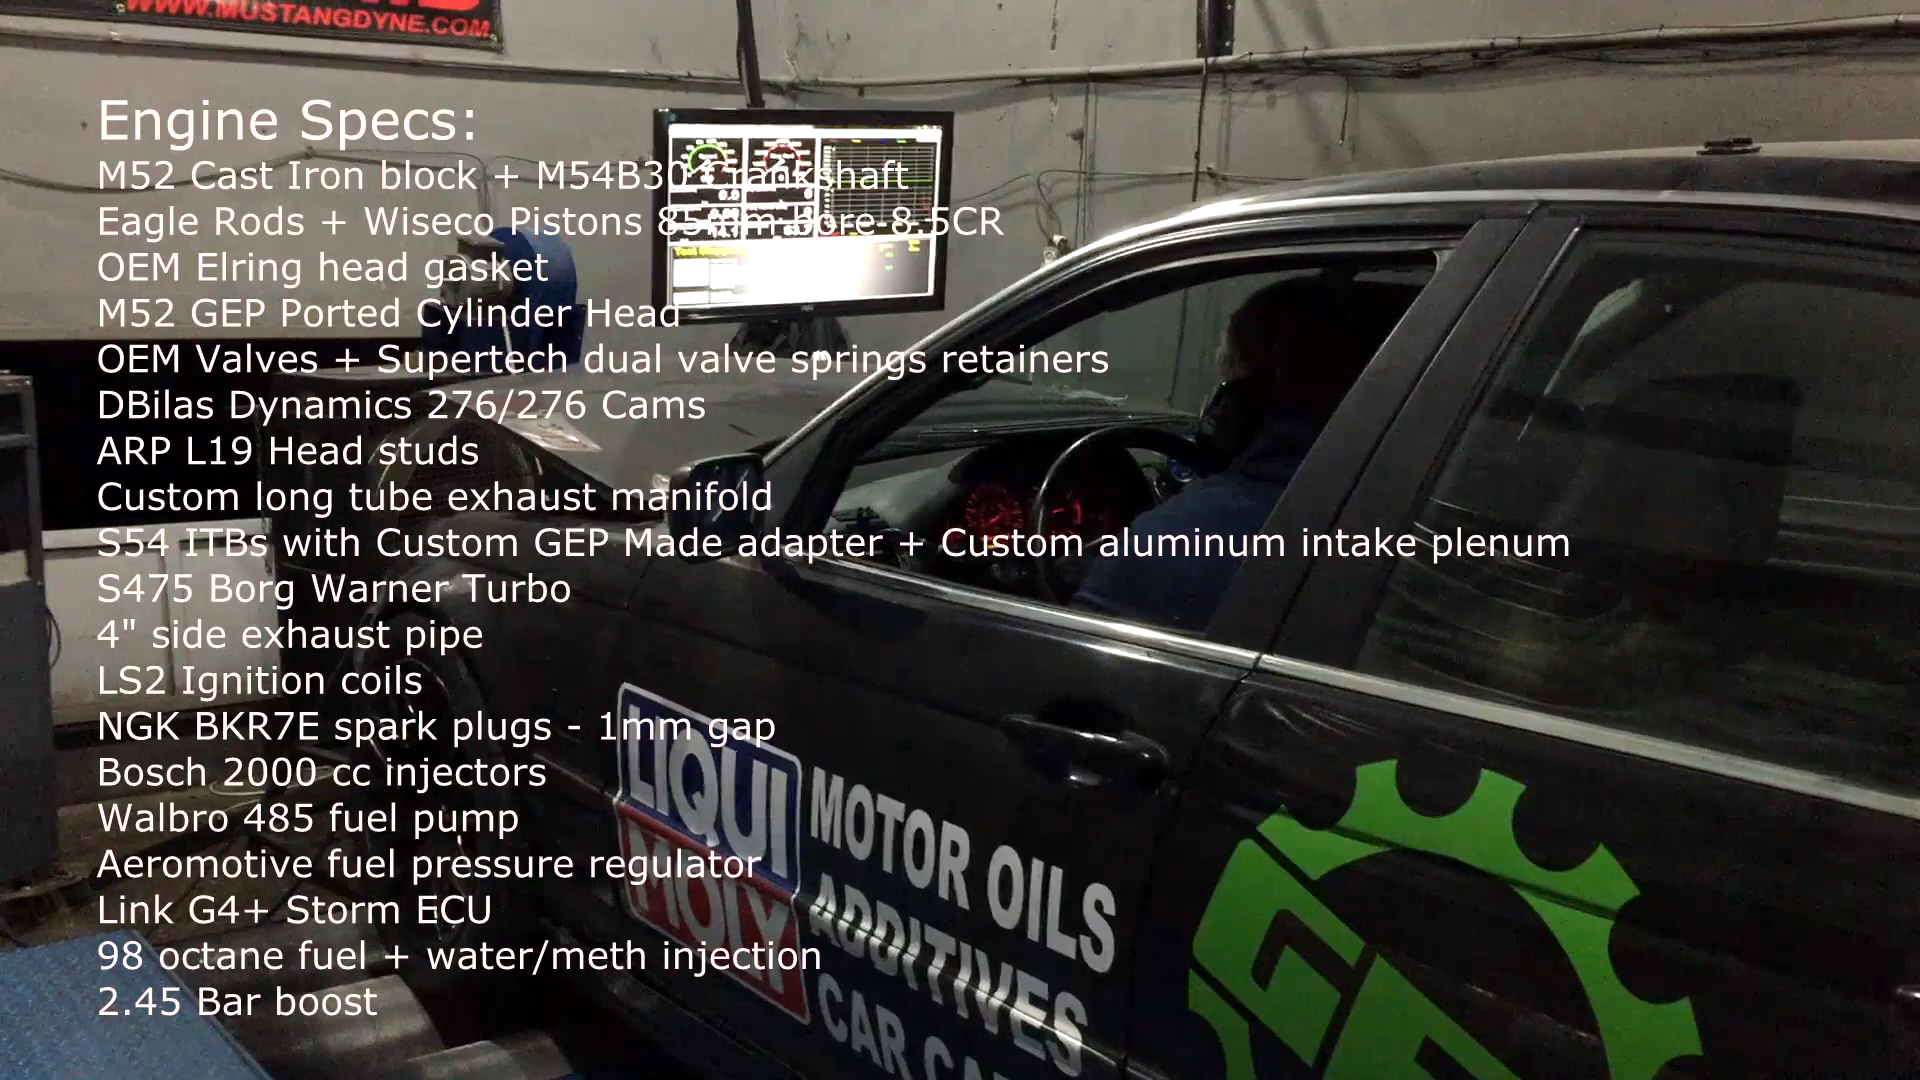 WWW.MUSTANGDYNE.COM
Engine Specs:
M52 Cast Iron block + M54B30 Crankshaft
Eagle Rods + Wiseco Pistons 85mm bore 8.5CR
OEM Elring head gasket
M52 GEP Ported Cylinder Head
OEM Valves + Supertech dual valve springs retainers
DBilas Dynamics 276/276 Cams
ARP L19 Head studs
Custom long tube exhaust manifold
S54 ITBs with Custom GEP Made adapter + Custom aluminum intake plenum
S475 Borg Warner Turbo
4" side exhaust pipe
LS2 Ignition coils
NGK BKR7E spark plugs - 1mm gap
Bosch 2000 cc injectors
Walbro 485 fuel pump
Aeromotive fuel pressure regulator
Link G4+ Storm ECU
98 octane fuel + water/meth injection
2.45 Bar boost
LIQUI
MOLY
MOTOR OILS
ADDITIVES
CAR